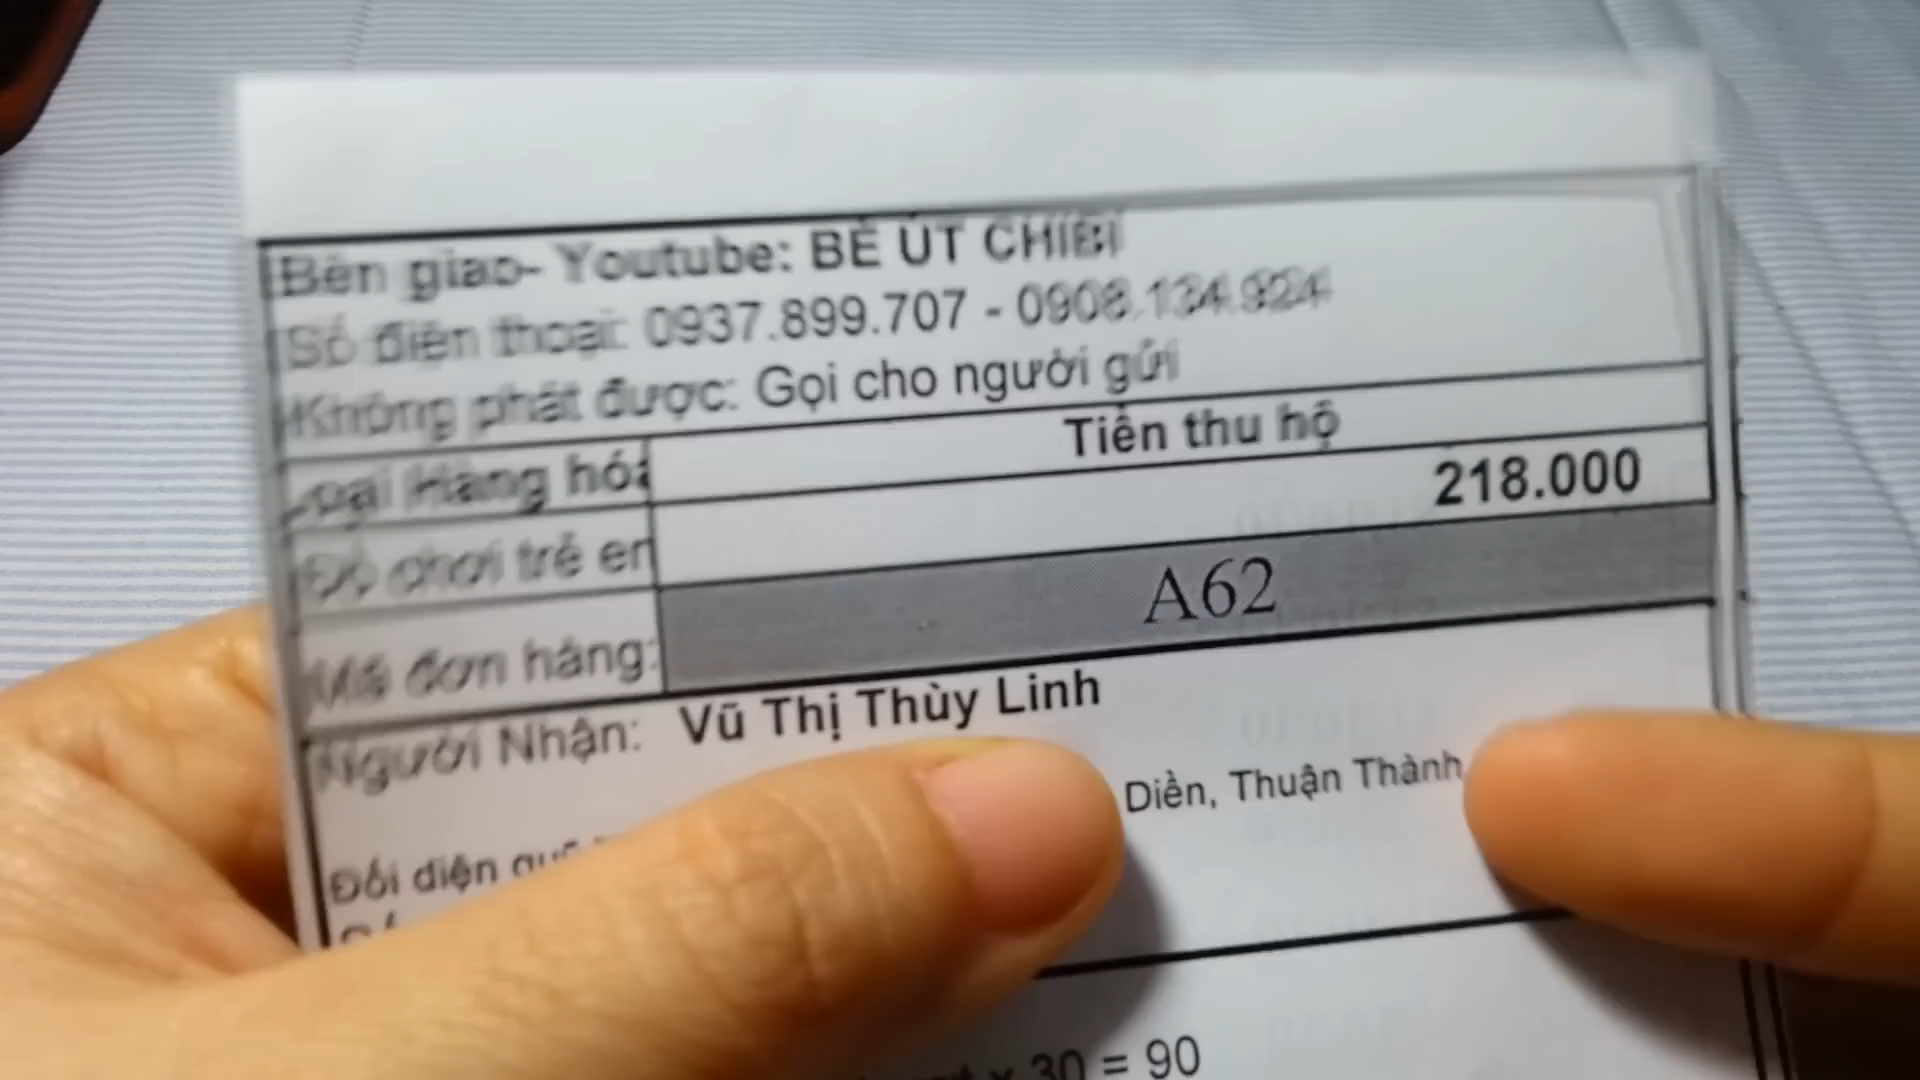 Bên giao- Youtube: BÉ ÚT CHIBI
Số điện thoại: 0937.899.707 - 0908.134.924
Không phát được: Gọi cho người gửi
Loại Hàng hóa
Tiền thu hộ
218.000
Đồ chơi trẻ em
Mã đơn hàng:
A62
Người Nhận: Vũ Thị Thùy Linh
Đối diện Diền, Thuận Thành
x 30 = 90